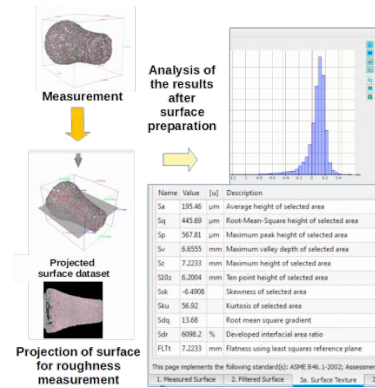 Measurement
Projected
surface dataset
Projection of surface
for roughness
measurement
Analysis of
the results
after
surface
preparation
Name Value [u] Description
Sa 195.46 μm Average height of selected area
Sq 445.69 μm Root-Mean-Square height of selected area
Sp 567.81 μm Maximum peak height of selected area
Sv 6.6555 mm Maximum valley depth of selected area
Sz 7.2233 mm Maximum height of selected area
S10z 6.2004 mm Ten point height of selected area
Ssk -6.4908 Skewness of selected area
Sku 56.92 Kurtosis of selected area
Sdq 13.68 Root mean square gradient
Sdr 6098.2 % Developed interfacial area ratio
FLTt 7.2233 mm Flatness using least squares reference plane
This page implements the following standard(s): ASME B46.1-2002; Assessmen
1. Measured Surface 2. Filtered Surface 3a. Surface Texture